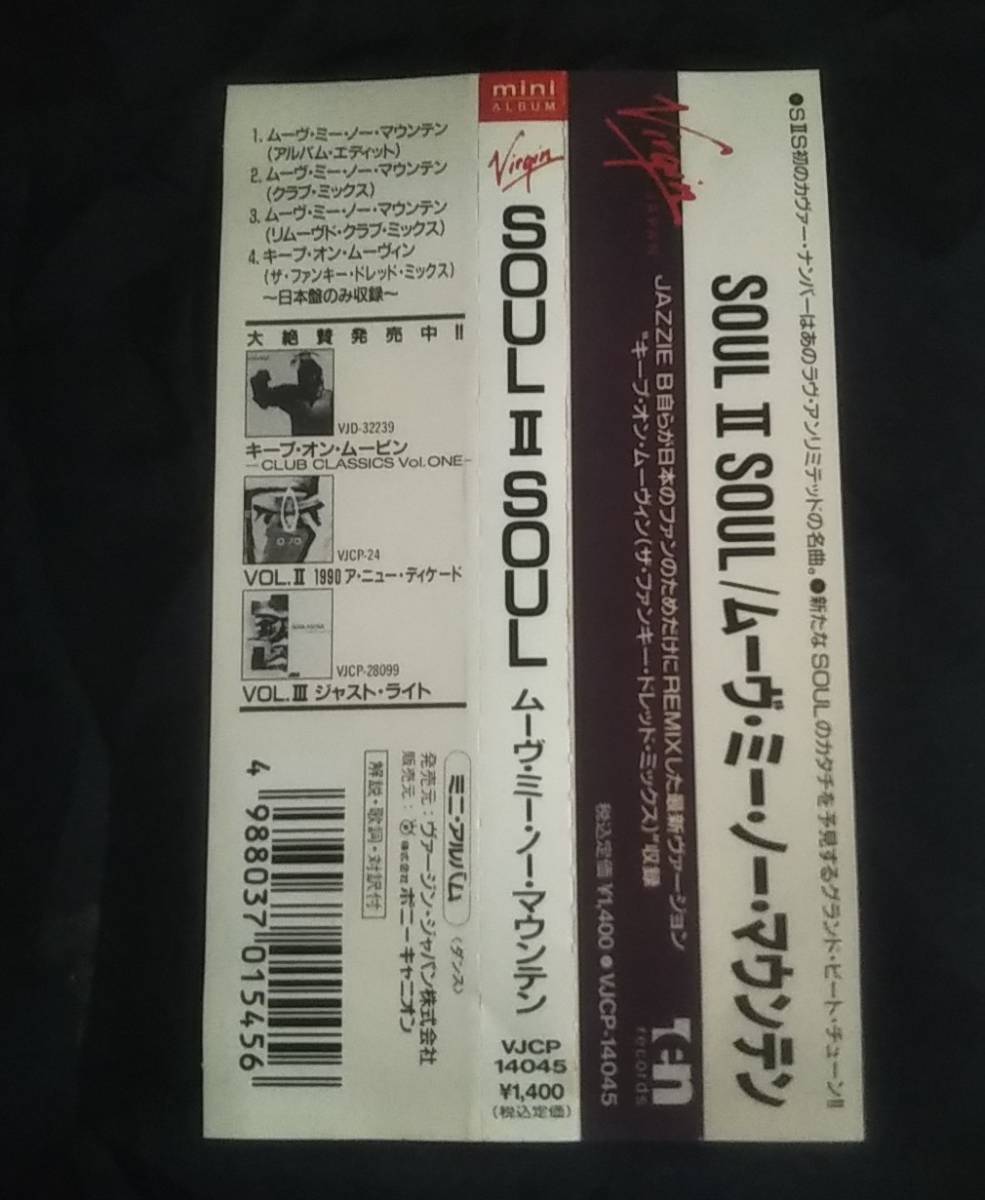 ●SⅡS初のカヴァー・ナンバーはあのラヴ・アンリミテッドの名曲。●新たなSOULのカタチを予見するグランド・ビート・チューン!!
SOUL Ⅱ SOUL/ムーヴ・ミー・ノー・マウンテン
Virgin
JAPAN
JAZZIE B自らが日本のファンのためだけにREMIXした最新ヴァージョン
"キープ・オン・ムーヴィン(ザ・ファンキー・ドレッド・ミックス)"収録
税込定価¥1,400●VJCP-14045
Ten
records
mini
ALBUM
Virgin
SOUL Ⅱ SOUL
ムーヴ・ミー・ノー・マウンテン
VJCP
14045
¥1,400
(税込定価)
1. ムーヴ・ミー・ノー・マウンテン
(アルバム・エディット)
2. ムーヴ・ミー・ノー・マウンテン
(クラブ・ミックス)
3. ムーヴ・ミー・ノー・マウンテン
(リムーヴド・クラブ・ミックス)
4. キープ・オン・ムーヴィン
(ザ・ファンキー・ドレッド・ミックス)
〜日本盤のみ収録〜
大絶賛発売中!!
VJD-32239
キープ・オン・ムービン
-CLUB CLASSICS Vol.ONE-
VJCP-24
VOL.Ⅱ 1990 ア・ニュー・ディケード
VJCP-28099
VOL.Ⅲ ジャスト・ライト
ミニ・アルバム
(ダンス)
発売元:ヴァージン・ジャパン株式会社
販売元:株式会社ポニーキャニオン
解説・歌詞・対訳付
4 988037 015456